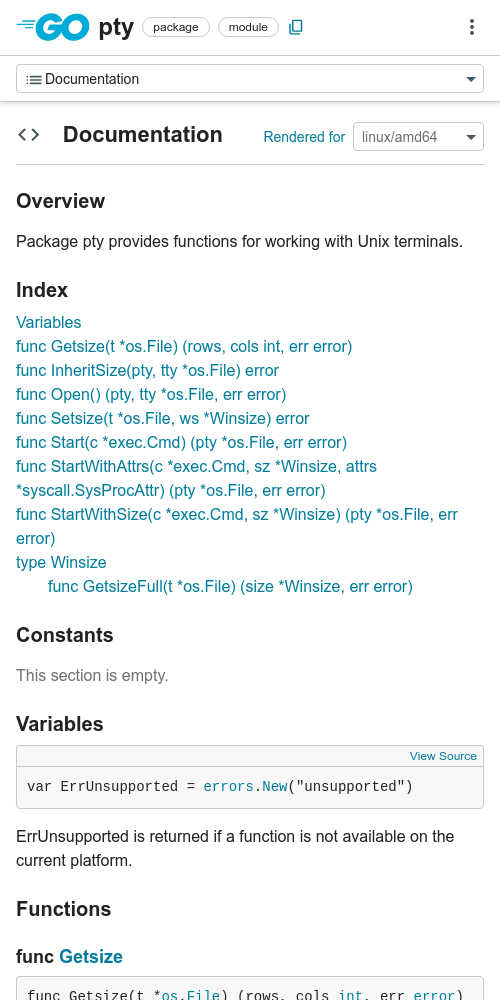 GO pty package module
Documentation
Documentation Rendered for linux/amd64
Overview
Package pty provides functions for working with Unix terminals.
Index
Variables
func Getsize(t *os.File) (rows, cols int, err error)
func InheritSize(pty, tty *os.File) error
func Open() (pty, tty *os.File, err error)
func Setsize(t *os.File, ws *Winsize) error
func Start(c *exec.Cmd) (pty *os.File, err error)
func StartWithAttrs(c *exec.Cmd, sz *Winsize, attrs
*syscall.SysProcAttr) (pty *os.File, err error)
func StartWithSize(c *exec.Cmd, sz *Winsize) (pty *os.File, err
error)
type Winsize
func GetsizeFull(t *os.File) (size *Winsize, err error)
Constants
This section is empty.
Variables
View Source
var ErrUnsupported = errors.New("unsupported")
ErrUnsupported is returned if a function is not available on the
current platform.
Functions
func Getsize
func Getsize(t *os.File) (rows, cols int, err error)